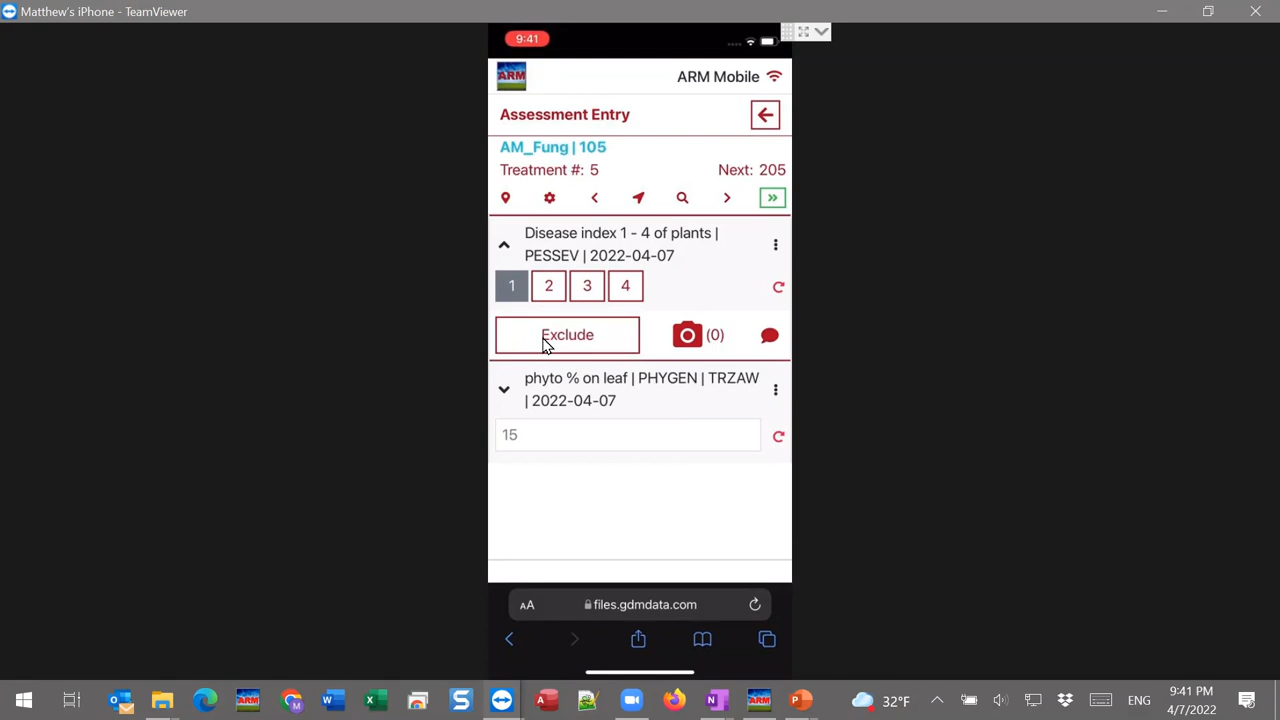 Matthew's iPhone - TeamViewer
9:41
ARM
ARM Mobile
Assessment Entry
AM_Fung | 105
Treatment #: 5
Next: 205
Disease index 1 - 4 of plants |
PESSEV | 2022-04-07
1
2
3
4
Exclude
(0)
phyto % on leaf | PHYGEN | TRZAW
| 2022-04-07
15
AA
files.gdmdata.com
ARM
ARM
32°F
ENG
9:41 PM
4/7/2022